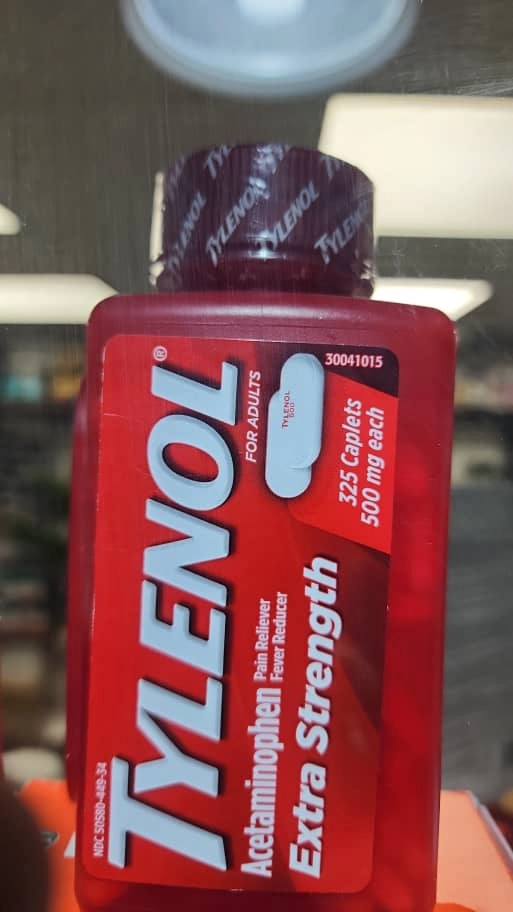 TYLENOL TYLENOL TYLENOL TYLENOL
NDC 50580-449-34
TYLENOL®
FOR ADULTS
Acetaminophen
Pain Reliever
Fever Reducer
Extra Strength
TYLENOL
500
30041015
325 Caplets
500 mg each